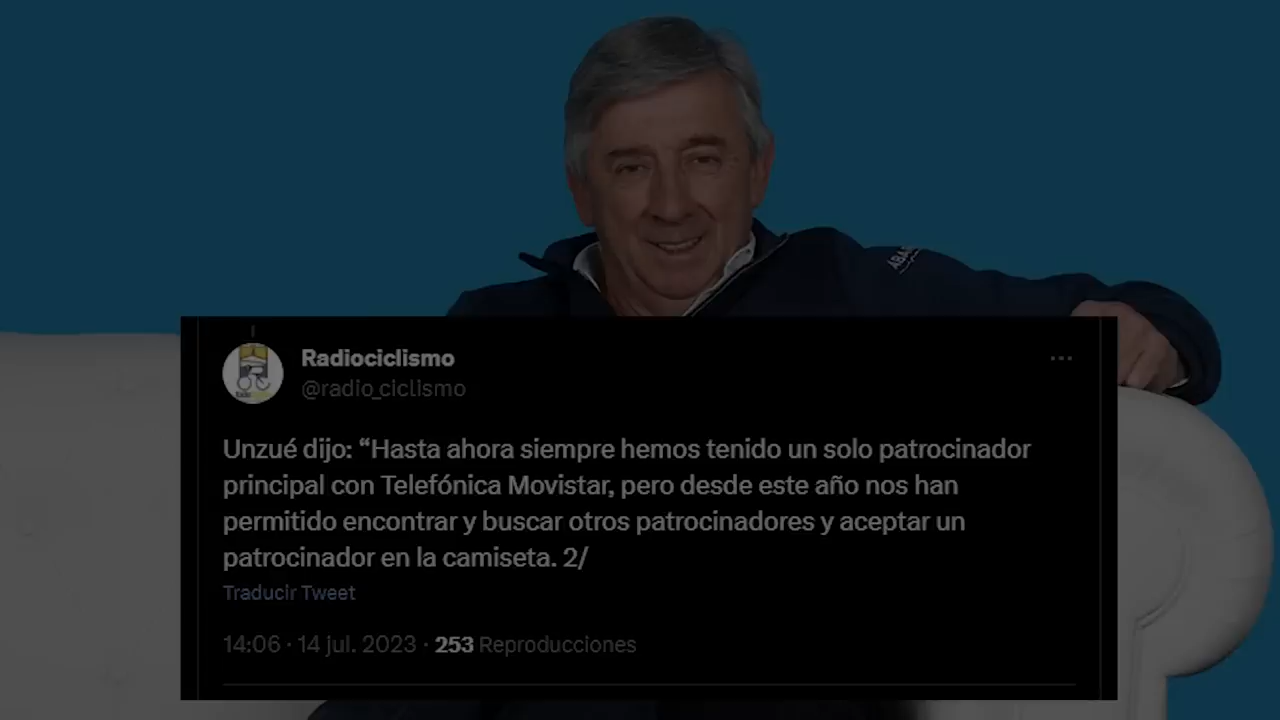 ABA
Radiociclismo
@radio_ciclismo
Unzué dijo: “Hasta ahora siempre hemos tenido un solo patrocinador
principal con Telefónica Movistar, pero desde este año nos han
permitido encontrar y buscar otros patrocinadores y aceptar un
patrocinador en la camiseta. 2/
Traducir Tweet
14:06 · 14 jul. 2023 · 253 Reproducciones